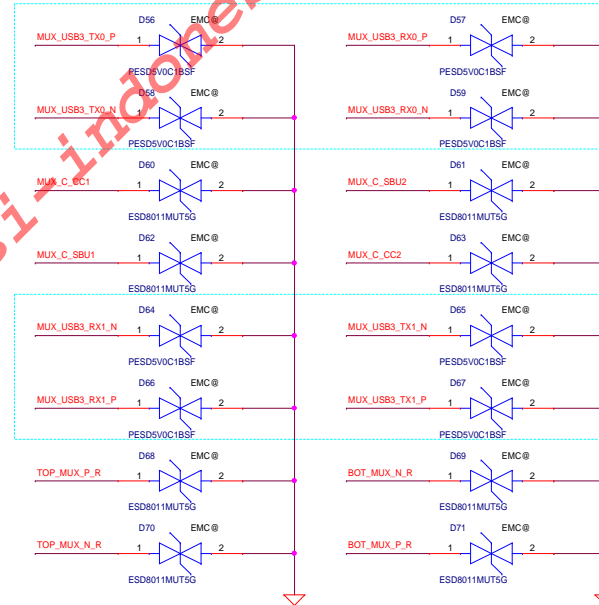 D56 EMC@ D57 EMC@
MUX_USB3_TX0_P 1 2 MUX_USB3_RX0_P 1 2
PESD5V0C1BSF PESD5V0C1BSF
D58 EMC@ D59 EMC@
MUX_USB3_TX0_N 1 2 MUX_USB3_RX0_N 1 2
PESD5V0C1BSF PESD5V0C1BSF
D60 EMC@ D61 EMC@
MUX_C_CC1 1 2 MUX_C_SBU2 1 2
ESD8011MUT5G ESD8011MUT5G
D62 EMC@ D63 EMC@
MUX_C_SBU1 1 2 MUX_C_CC2 1 2
ESD8011MUT5G ESD8011MUT5G
D64 EMC@ D65 EMC@
MUX_USB3_RX1_N 1 2 MUX_USB3_TX1_N 1 2
PESD5V0C1BSF PESD5V0C1BSF
D66 EMC@ D67 EMC@
MUX_USB3_RX1_P 1 2 MUX_USB3_TX1_P 1 2
PESD5V0C1BSF PESD5V0C1BSF
D68 EMC@ D69 EMC@
TOP_MUX_P_R 1 2 BOT_MUX_N_R 1 2
ESD8011MUT5G ESD8011MUT5G
D70 EMC@ D71 EMC@
TOP_MUX_N_R 1 2 BOT_MUX_P_R 1 2
ESD8011MUT5G ESD8011MUT5G
si-indone